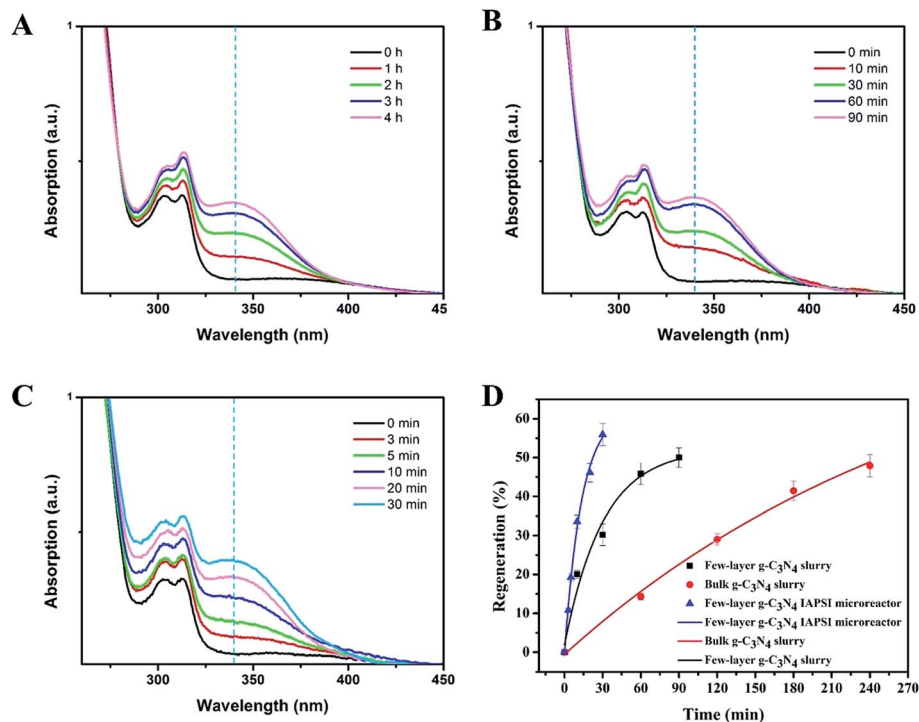 A
1
0 h
1 h
2 h
3 h
4 h
Absorption (a.u.)
300
350
400
450
Wavelength (nm)
B
1
0 min
10 min
30 min
60 min
90 min
Absorption (a.u.)
300
350
400
450
Wavelength (nm)
C
1
0 min
3 min
5 min
10 min
20 min
30 min
Absorption (a.u.)
300
350
400
450
Wavelength (nm)
D
60
50
40
30
20
10
0
Regeneration (%)
Few-layer g-C3N4 slurry
Bulk g-C3N4 slurry
Few-layer g-C3N4 IAPSI microreactor
Few-layer g-C3N4 IAPSI microreactor
Bulk g-C3N4 slurry
Few-layer g-C3N4 slurry
0 30 60 90 120 150 180 210 240 270
Time (min)